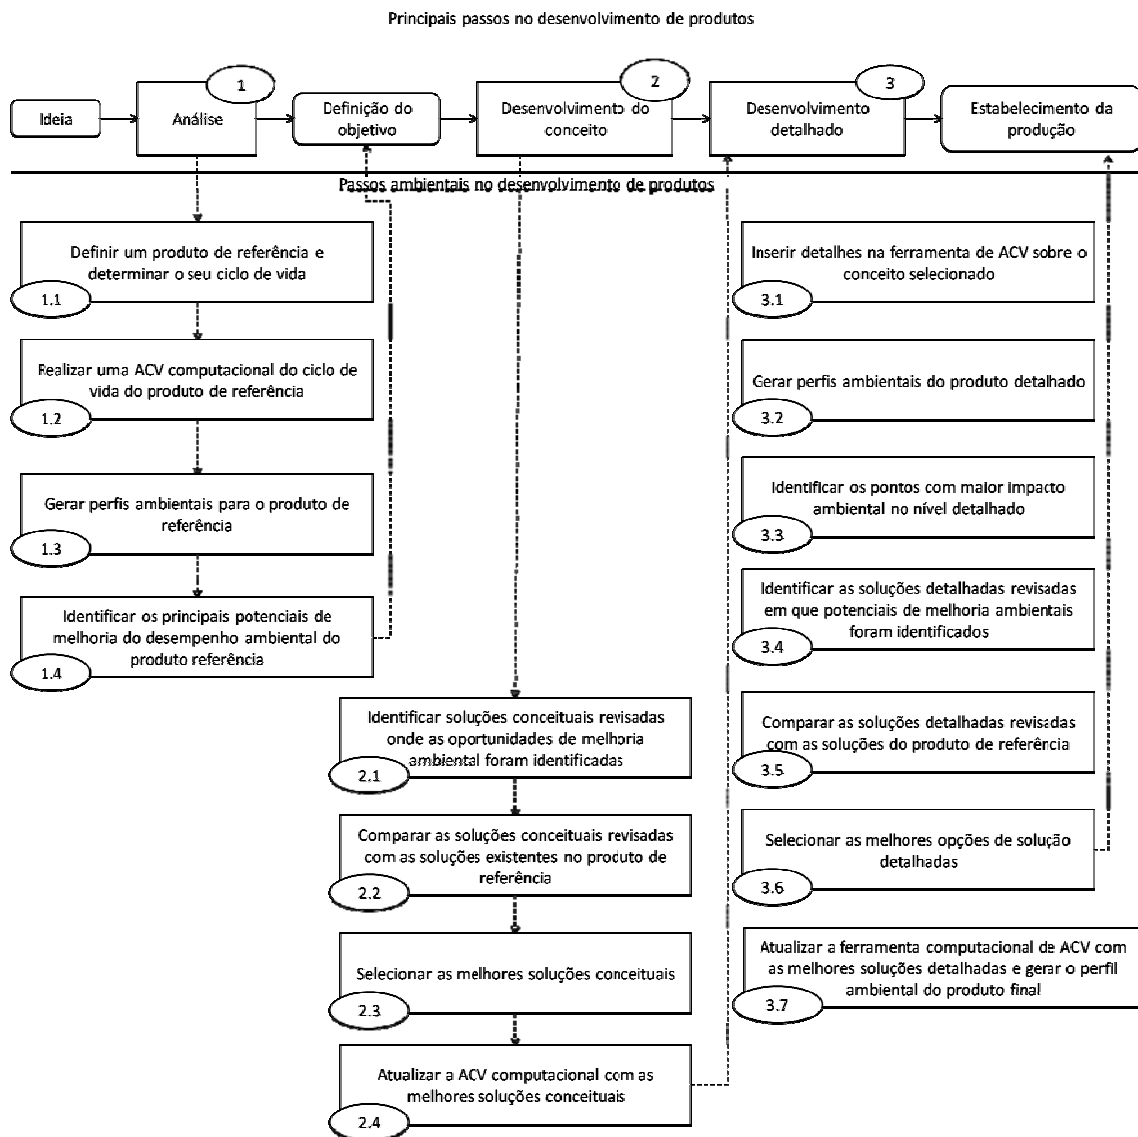 Principais passos no desenvolvimento de produtos
1
2
3
Ideia
Análise
Definição do
objetivo
Desenvolvimento do
conceito
Desenvolvimento
detalhado
Estabelecimento da
produção
Passos ambientais no desenvolvimento de produtos
Definir um produto de referência e
determinar o seu ciclo de vida
1.1
Realizar uma ACV computacional do ciclo de
vida do produto de referência
1.2
Gerar perfis ambientais para o produto de
referência
1.3
Identificar os principais potenciais de
melhoria do desempenho ambiental do
produto referência
1.4
Identificar soluções conceituais revisadas
onde as oportunidades de melhoria
ambiental foram identificadas
2.1
Comparar as soluções conceituais revisadas
com as soluções existentes no produto de
referência
2.2
Selecionar as melhores soluções conceituais
2.3
Atualizar a ACV computacional com as
melhores soluções conceituais
2.4
Inserir detalhes na ferramenta de ACV sobre o
conceito selecionado
3.1
Gerar perfis ambientais do produto detalhado
3.2
Identificar os pontos com maior impacto
ambiental no nível detalhado
3.3
Identificar as soluções detalhadas revisadas
em que potenciais de melhoria ambientais
foram identificados
3.4
Comparar as soluções detalhadas revisadas
com as soluções do produto de referência
3.5
Selecionar as melhores opções de solução
detalhadas
3.6
Atualizar a ferramenta computacional de ACV com
as melhores soluções detalhadas e gerar o perfil
ambiental do produto final
3.7